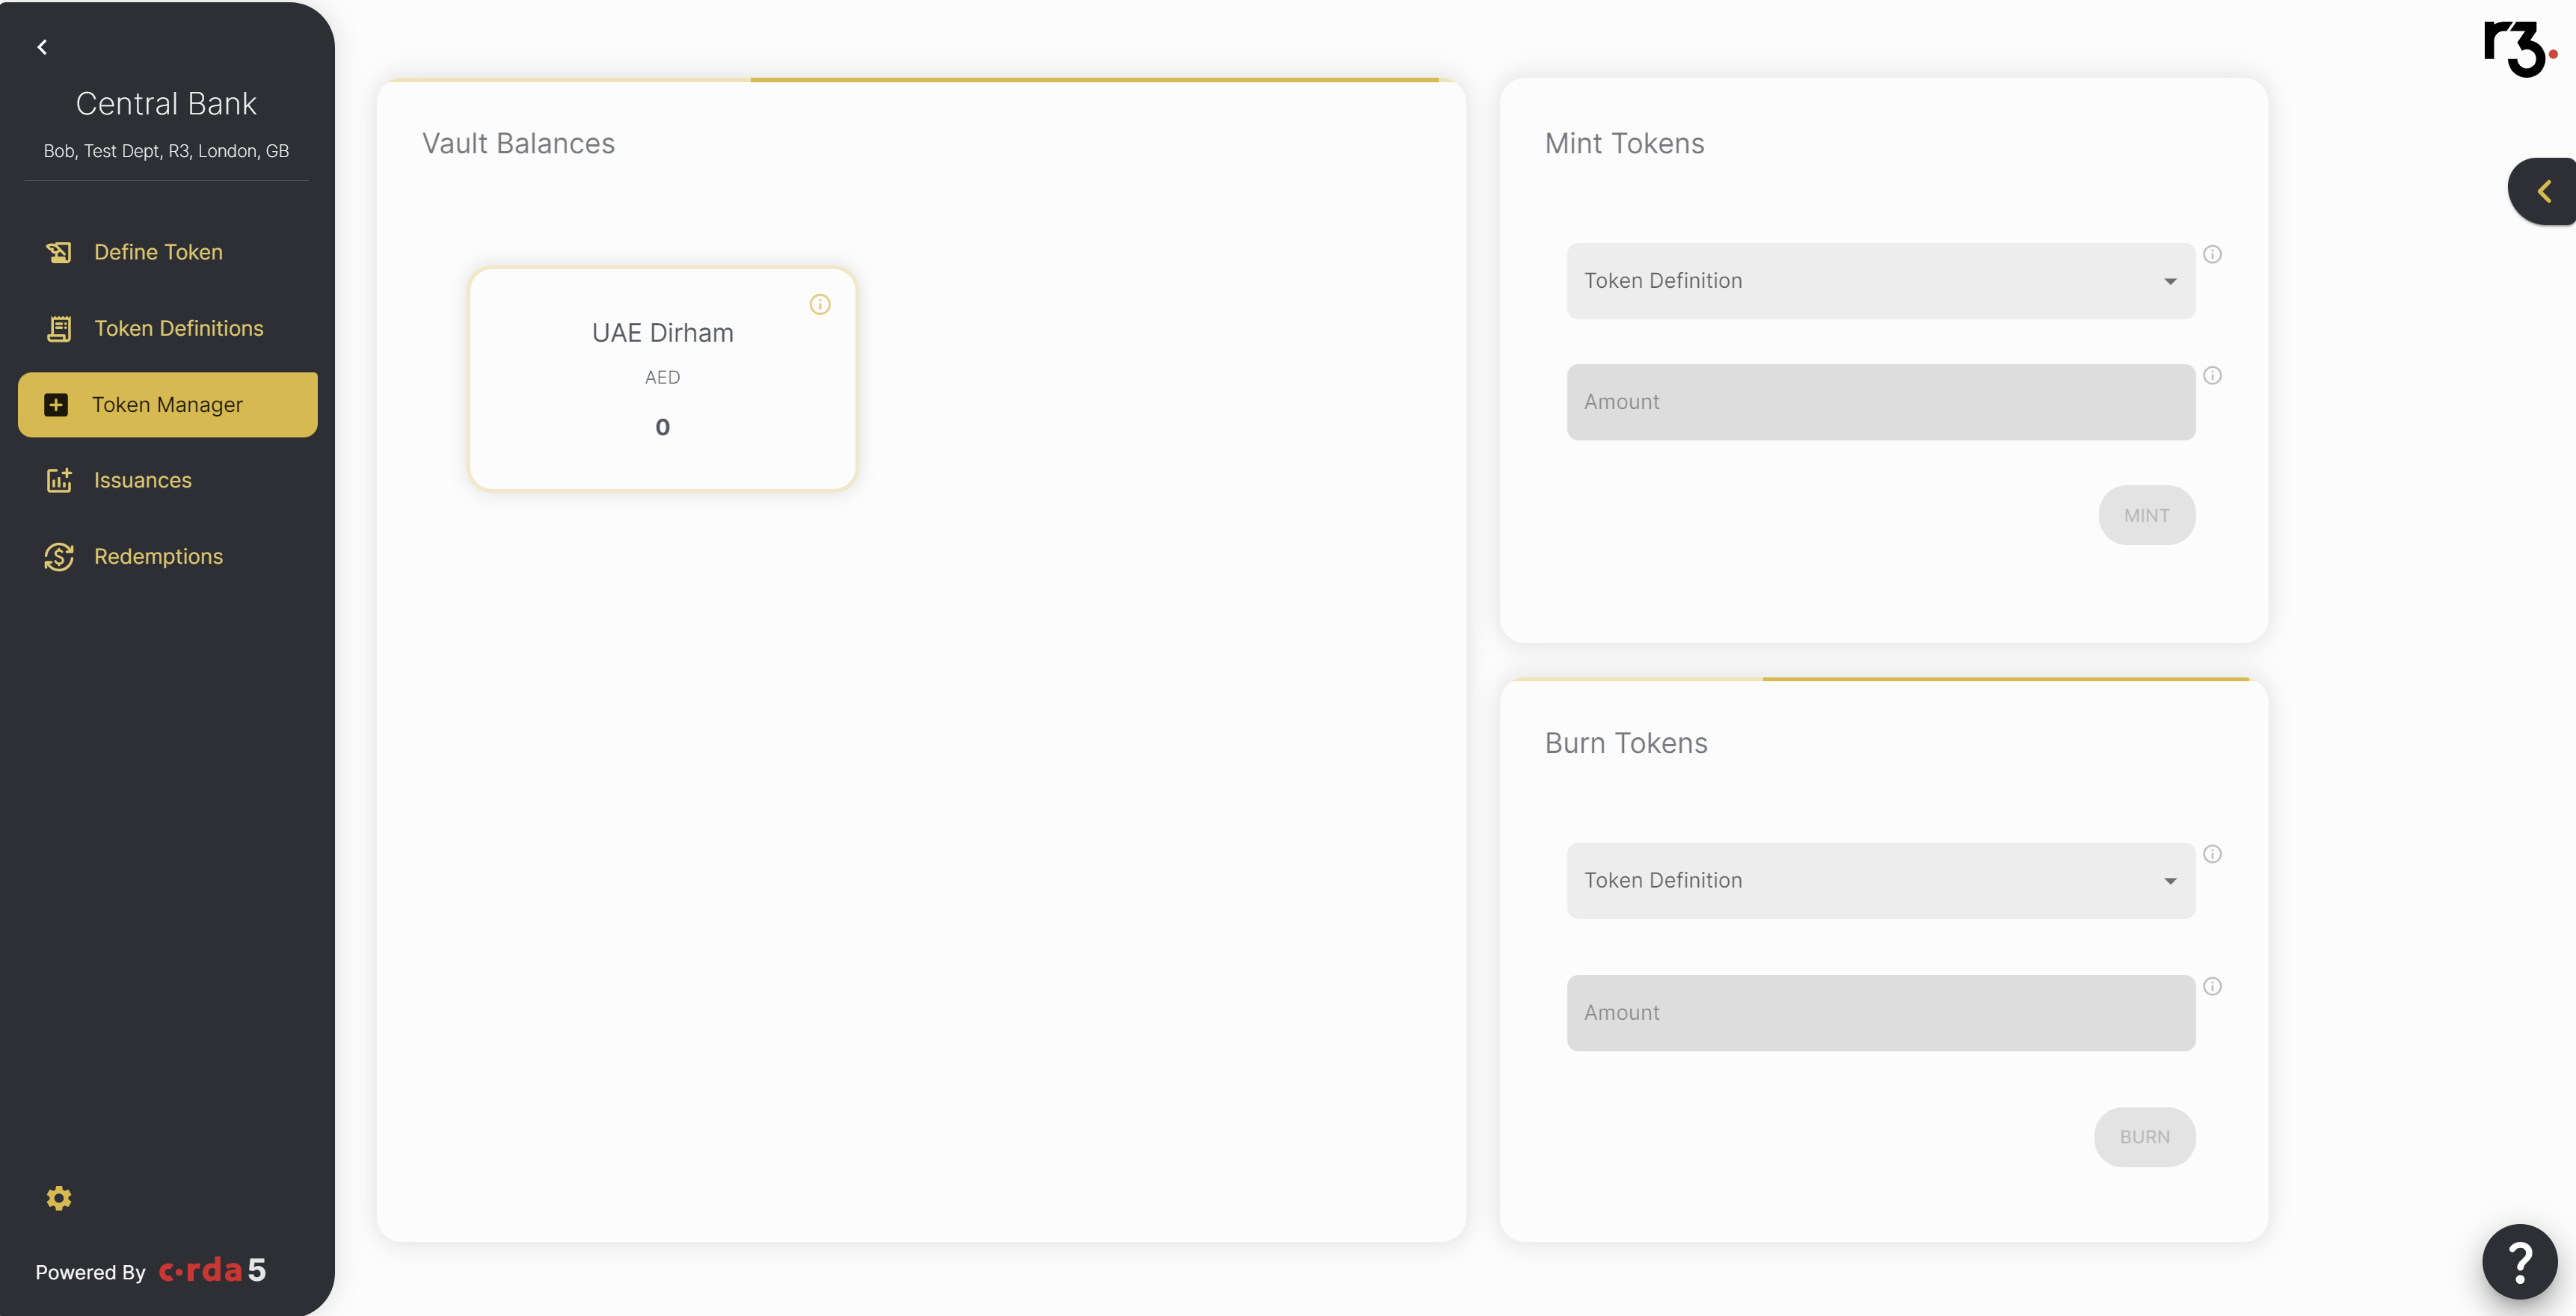 Central Bank
Bob, Test Dept, R3, London, GB
Define Token
Token Definitions
Token Manager
Issuances
Redemptions
Powered By c·rda 5
Vault Balances
UAE Dirham
AED
0
Mint Tokens
Token Definition
Amount
MINT
Burn Tokens
Token Definition
Amount
BURN
r3.
?